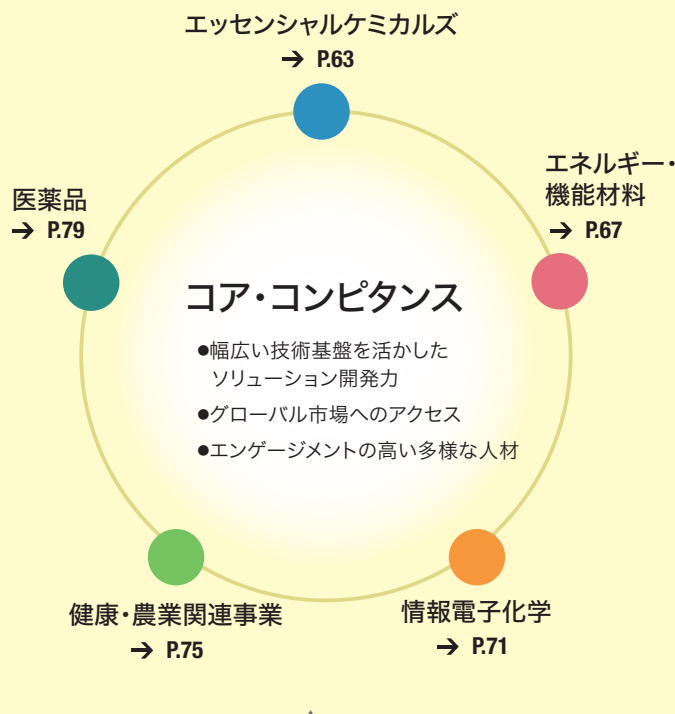 エッセンシャルケミカルズ
→ P.63
エネルギー・
機能材料
→ P.67
医薬品
→ P.79
コア・コンピタンス
●幅広い技術基盤を活かした
ソリューション開発力
●グローバル市場へのアクセス
●エンゲージメントの高い多様な人材
健康・農業関連事業
→ P.75
情報電子化学
→ P.71